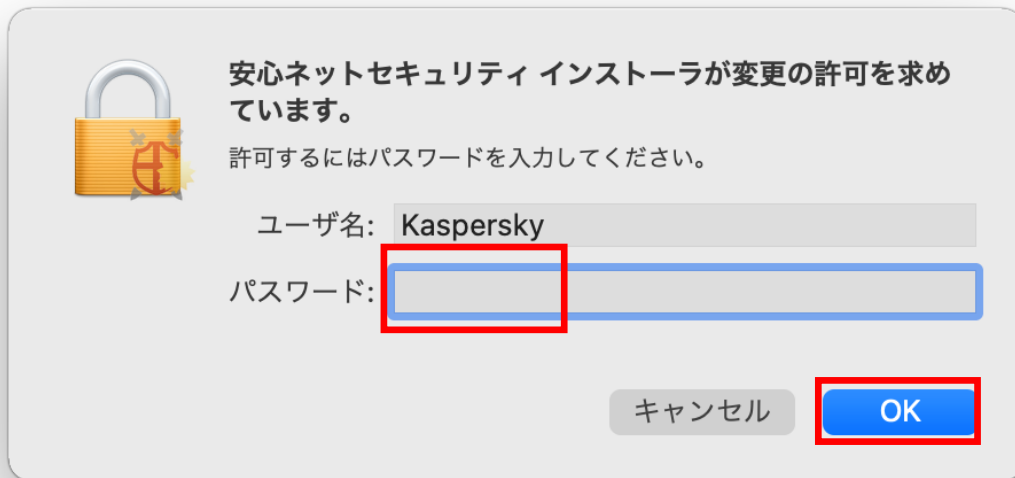 安心ネットセキュリティ インストーラが変更の許可を求め
ています。
許可するにはパスワードを入力してください。
ユーザ名: Kaspersky
パスワード:
キャンセル OK